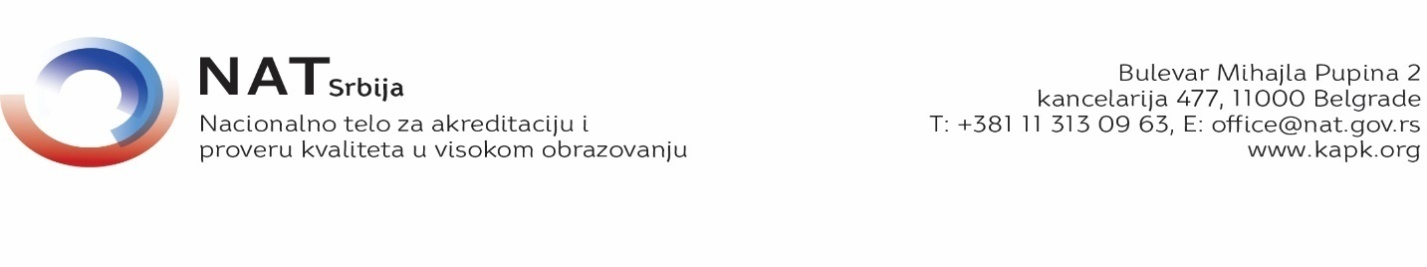 NAT Srbija
Nacionalno telo za akreditaciju i
proveru kvaliteta u visokom obrazovanju
Bulevar Mihajla Pupina 2
kancelarija 477, 11000 Belgrade
T: +381 11 313 09 63, E: office@nat.gov.rs
www.kapk.org